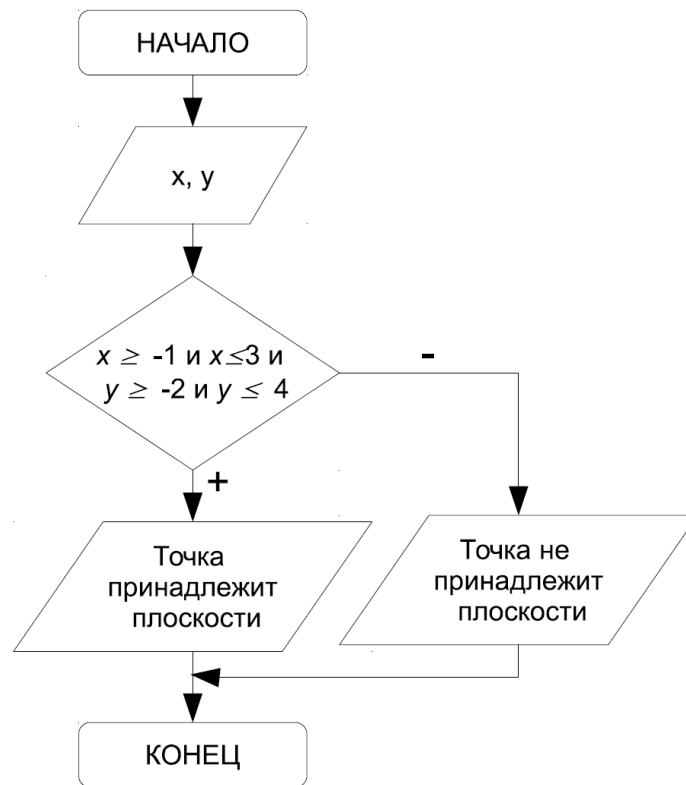 НАЧАЛО
x, y
x ≥ -1 и x≤3 и
y ≥ -2 и y ≤ 4
-
+
Точка
принадлежит
плоскости
Точка не
принадлежит
плоскости
КОНЕЦ